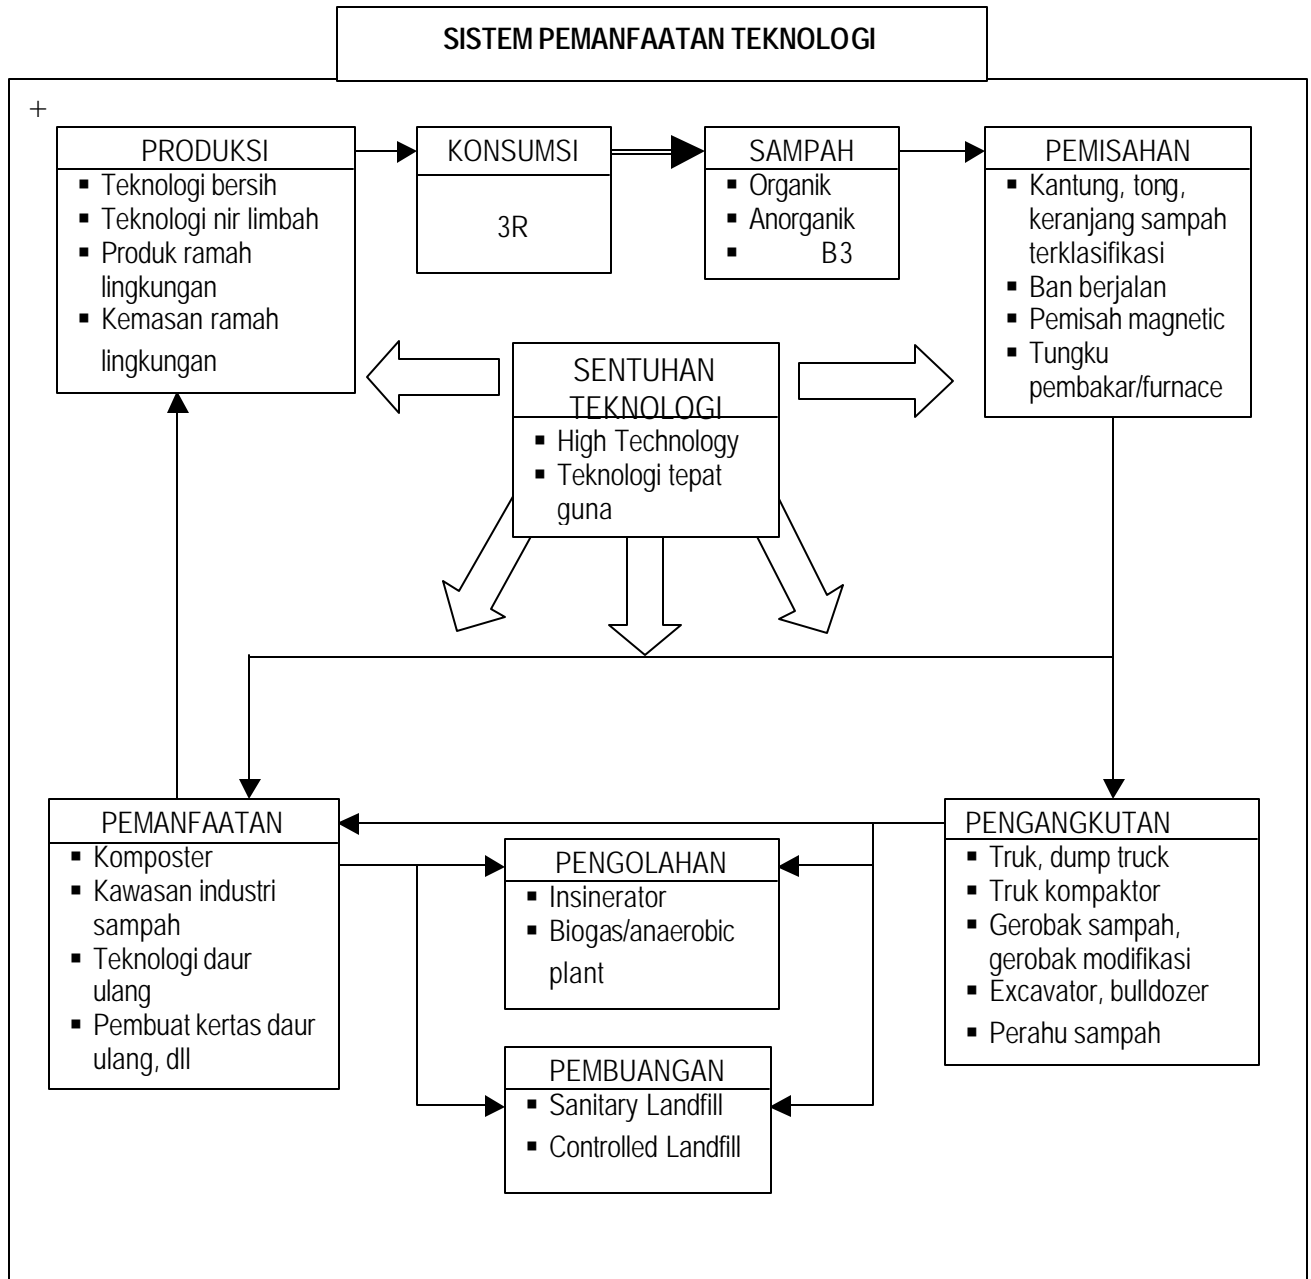 SISTEM PEMANFAATAN TEKNOLOGI
+
PRODUKSI
▪ Teknologi bersih
▪ Teknologi nir limbah
▪ Produk ramah
lingkungan
▪ Kemasan ramah
lingkungan
KONSUMSI
3R
SAMPAH
▪ Organik
▪ Anorganik
▪ B3
PEMISAHAN
▪ Kantung, tong,
keranjang sampah
terklasifikasi
▪ Ban berjalan
▪ Pemisah magnetic
▪ Tungku
pembakar/furnace
SENTUHAN
TEKNOLOGI
▪ High Technology
▪ Teknologi tepat
guna
PEMANFAATAN
▪ Komposter
▪ Kawasan industri
sampah
▪ Teknologi daur
ulang
▪ Pembuat kertas daur
ulang, dll
PENGOLAHAN
▪ Insinerator
▪ Biogas/anaerobic
plant
PEMBUANGAN
▪ Sanitary Landfill
▪ Controlled Landfill
PENGANGKUTAN
▪ Truk, dump truck
▪ Truk kompaktor
▪ Gerobak sampah,
gerobak modifikasi
▪ Excavator, bulldozer
▪ Perahu sampah